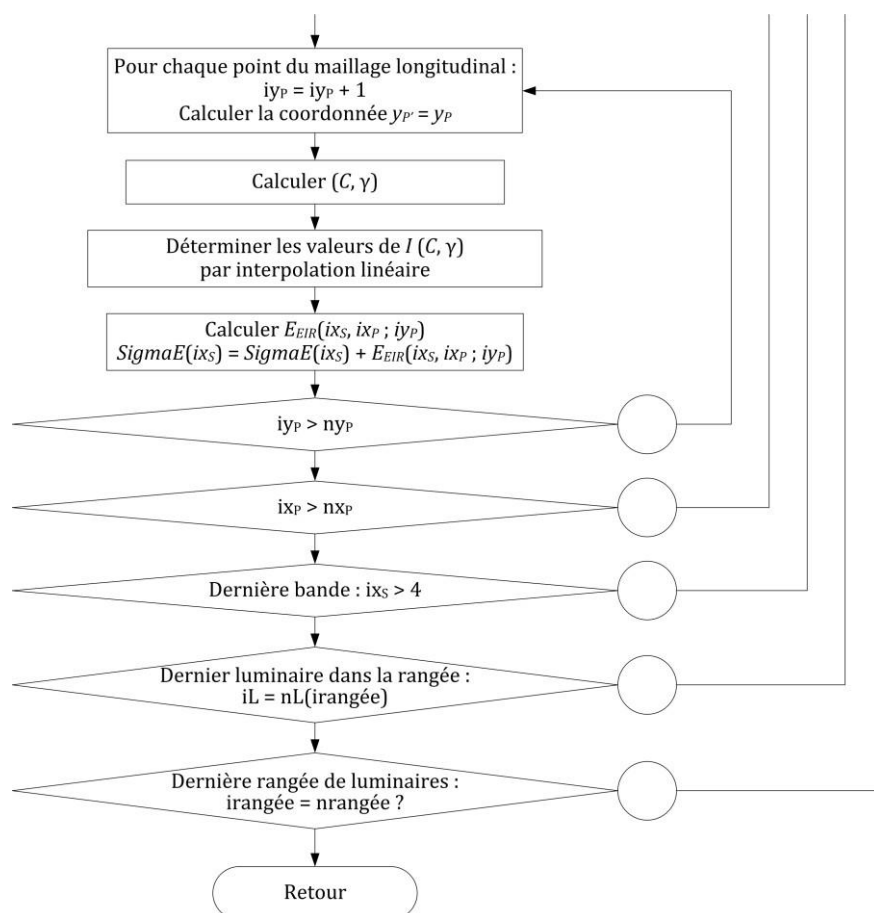 Pour chaque point du maillage longitudinal :
iyP = iyP + 1
Calculer la coordonnée yP' = yP
Calculer (C, γ)
Déterminer les valeurs de I (C, γ)
par interpolation linéaire
Calculer EEIR(ixS, ixP ; iyP)
SigmaE(ixS) = SigmaE(ixS) + EEIR(ixS, ixP ; iyP)
iyP > nyP
ixP > nxP
Dernière bande : ixS > 4
Dernier luminaire dans la rangée :
iL = nL(irangée)
Dernière rangée de luminaires :
irangée = nrangée ?
Retour